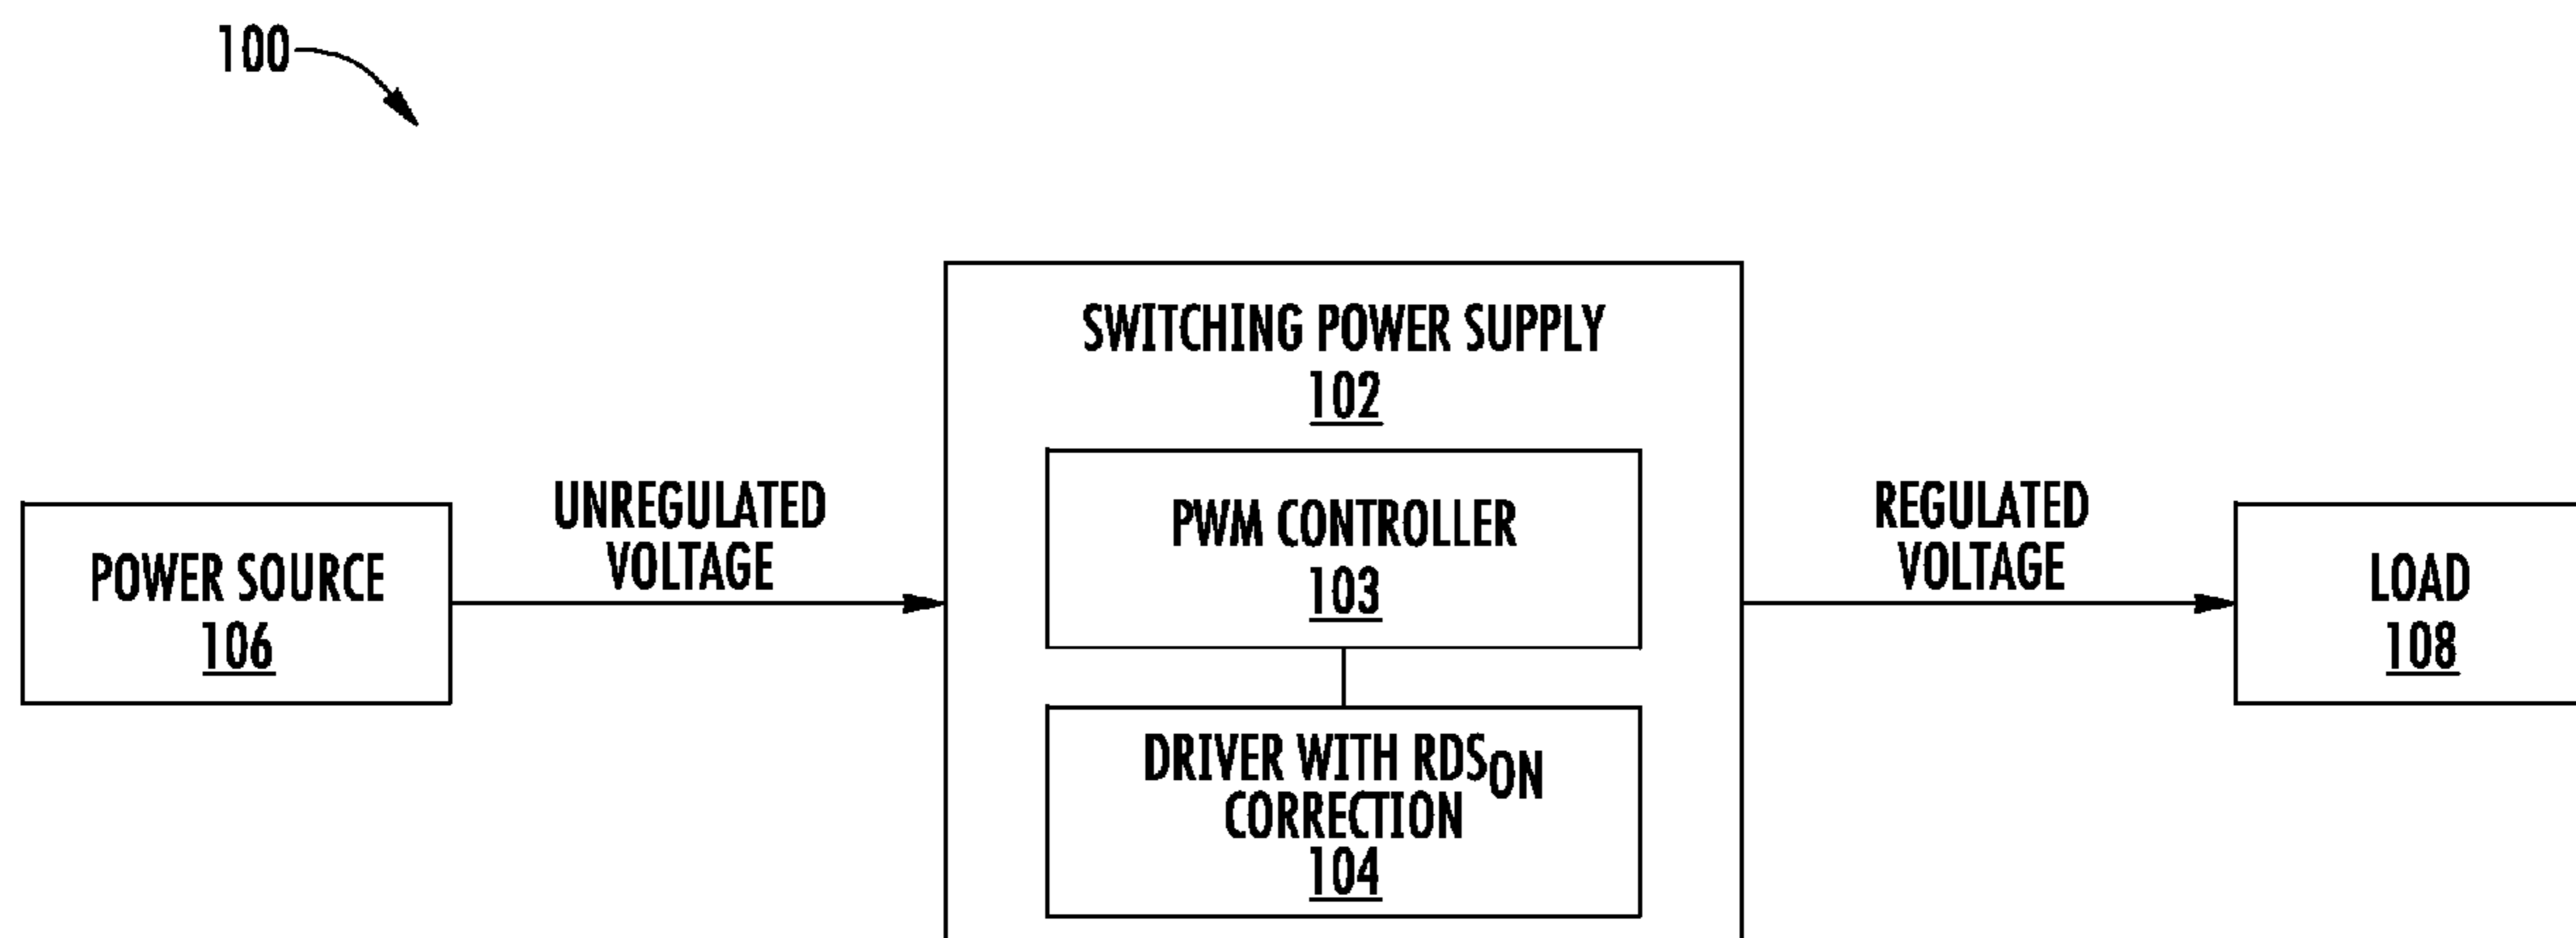 100
SWITCHING POWER SUPPLY
102
PWM CONTROLLER
103
DRIVER WITH RDSON
CORRECTION
104
POWER SOURCE
106
UNREGULATED
VOLTAGE
REGULATED
VOLTAGE
LOAD
108